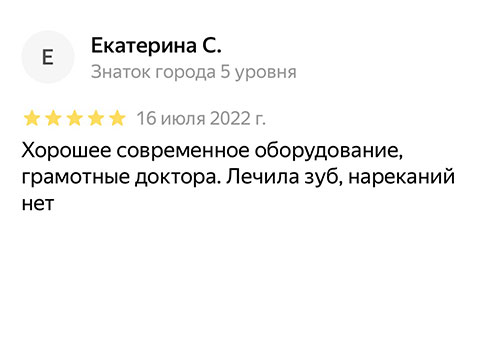 Е
Екатерина С.
Знаток города 5 уровня
16 июля 2022 г.
Хорошее современное оборудование,
грамотные доктора. Лечила зуб, нареканий
нет